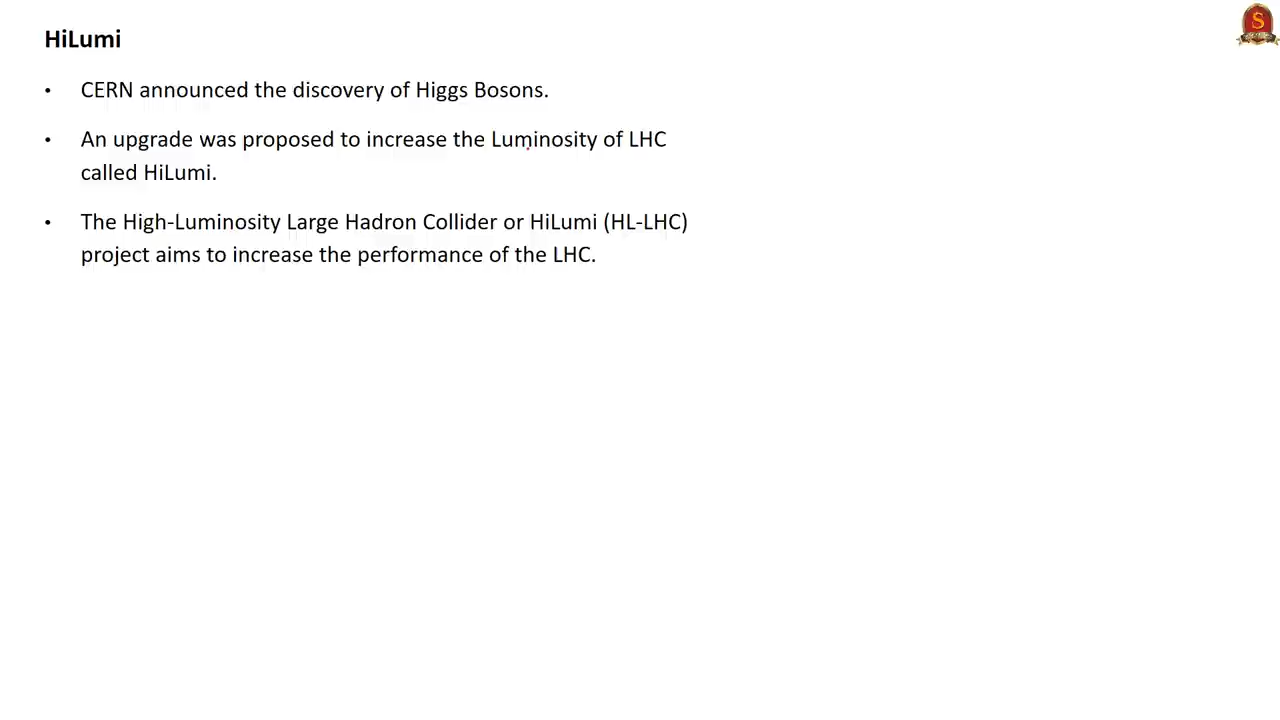 HiLumi
• CERN announced the discovery of Higgs Bosons.
• An upgrade was proposed to increase the Luminosity of LHC
called HiLumi.
• The High-Luminosity Large Hadron Collider or HiLumi (HL-LHC)
project aims to increase the performance of the LHC.
S